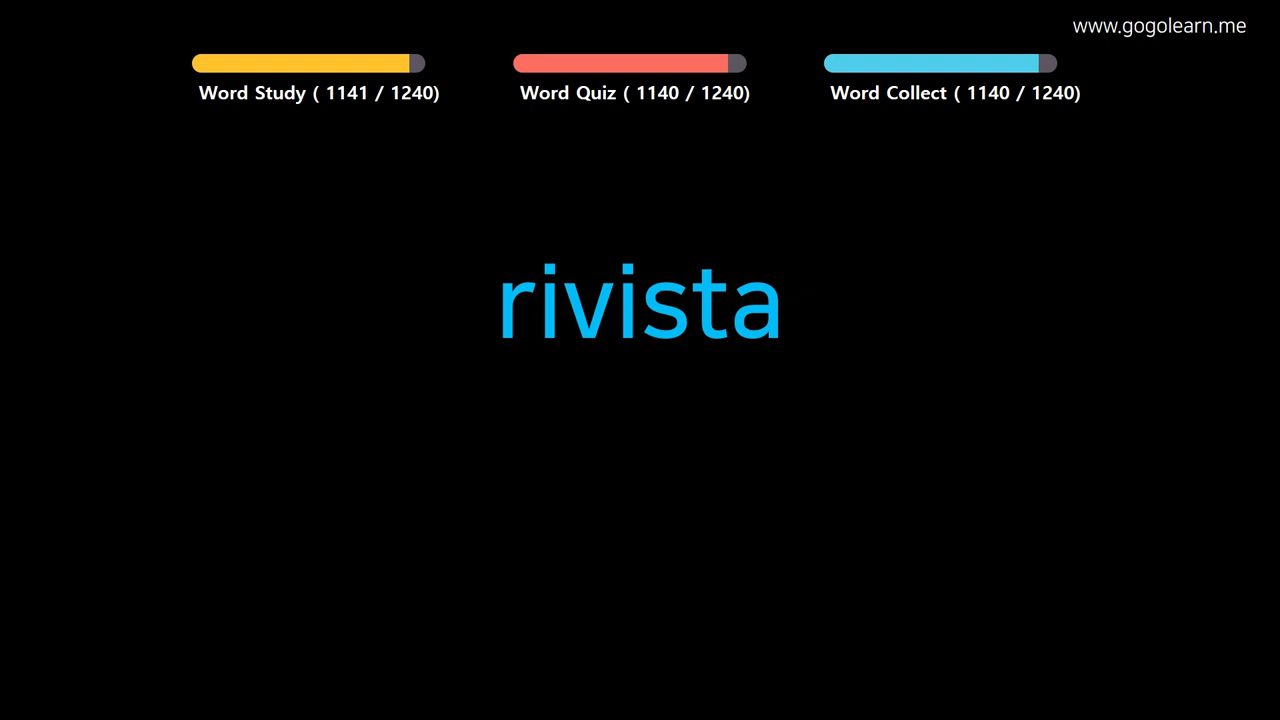 www.gogolearn.me
Word Study ( 1141 / 1240)
Word Quiz ( 1140 / 1240)
Word Collect ( 1140 / 1240)
rivista